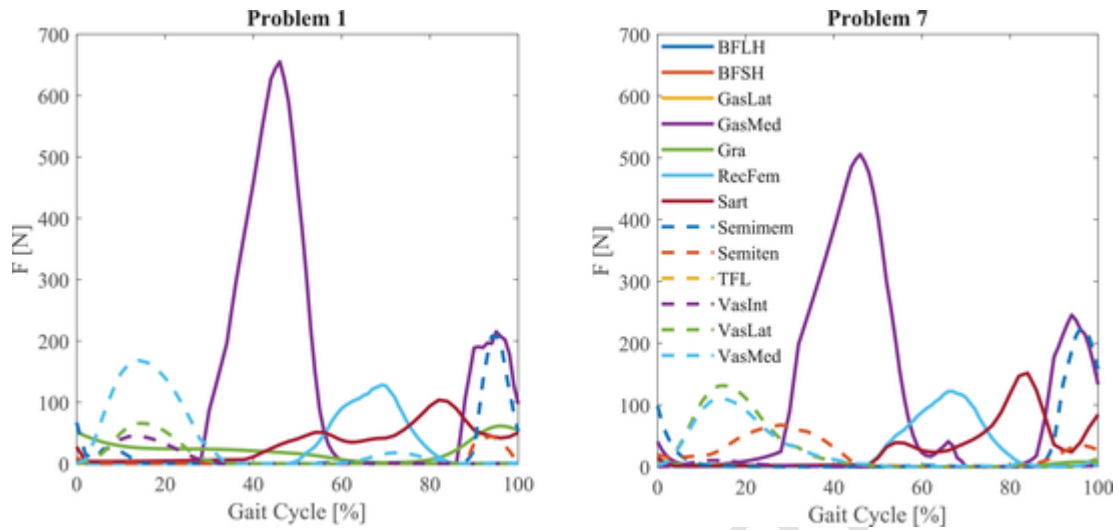 Problem 1
700
600
500
400
300
200
100
0
F [N]
0 20 40 60 80 100
Gait Cycle [%]
Problem 7
700
600
500
400
300
200
100
0
F [N]
BFLH
BFSH
GasLat
GasMed
Gra
RecFem
Sart
Semimem
Semiten
TFL
VasInt
VasLat
VasMed
0 20 40 60 80 100
Gait Cycle [%]